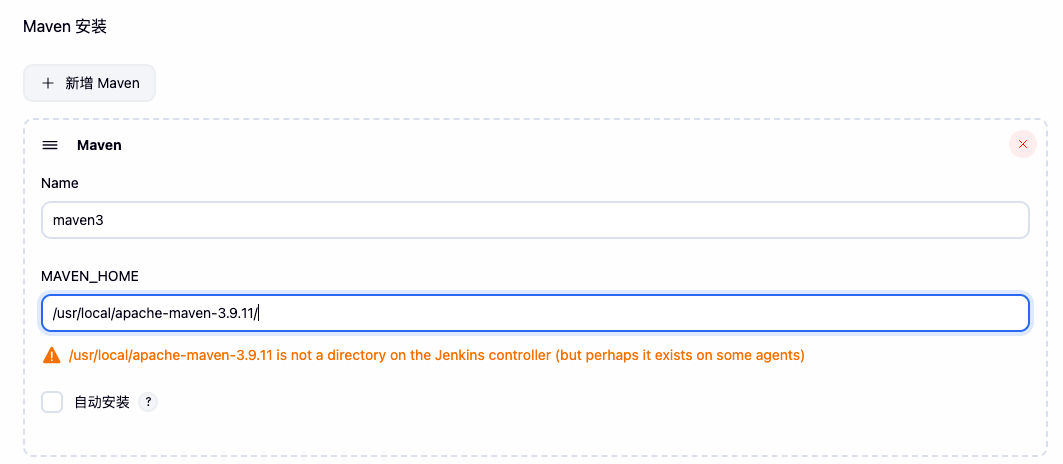 Maven 安装
新增 Maven
Maven
Name
maven3
MAVEN_HOME
/usr/local/apache-maven-3.9.11/
/usr/local/apache-maven-3.9.11 is not a directory on the Jenkins controller (but perhaps it exists on some agents)
自动安装 ?